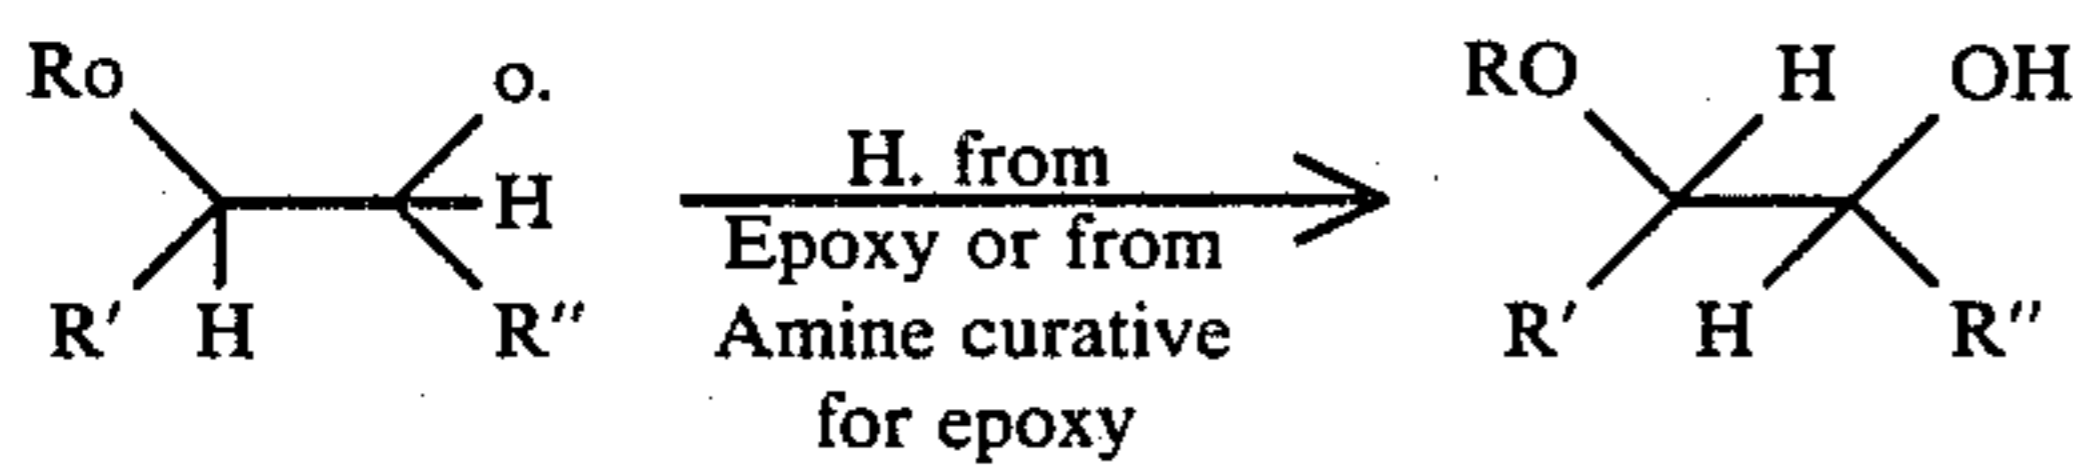 Ro o. RO H OH
H. from
H
Epoxy or from
R′ H R″ Amine curative R′ H R″
for epoxy